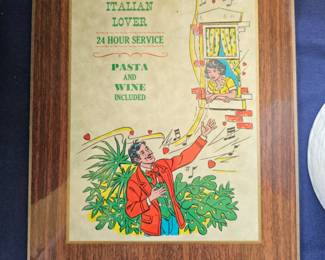 ITALIAN
LOVER
24 HOUR SERVICE
PASTA
AND
WINE
INCLUDED